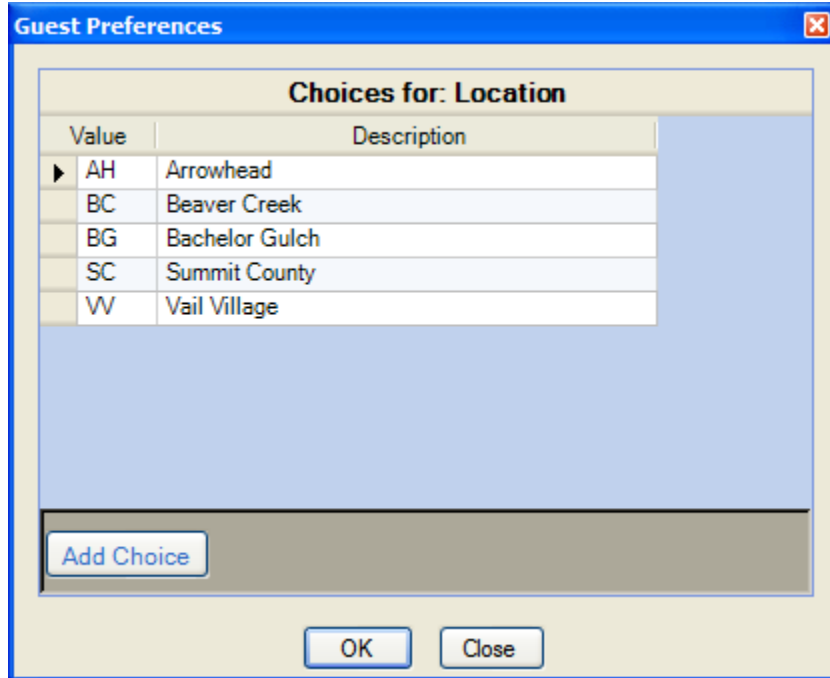 Guest Preferences
Choices for: Location
Value Description
AH Arrowhead
BC Beaver Creek
BG Bachelor Gulch
SC Summit County
VV Vail Village
Add Choice
OK Close